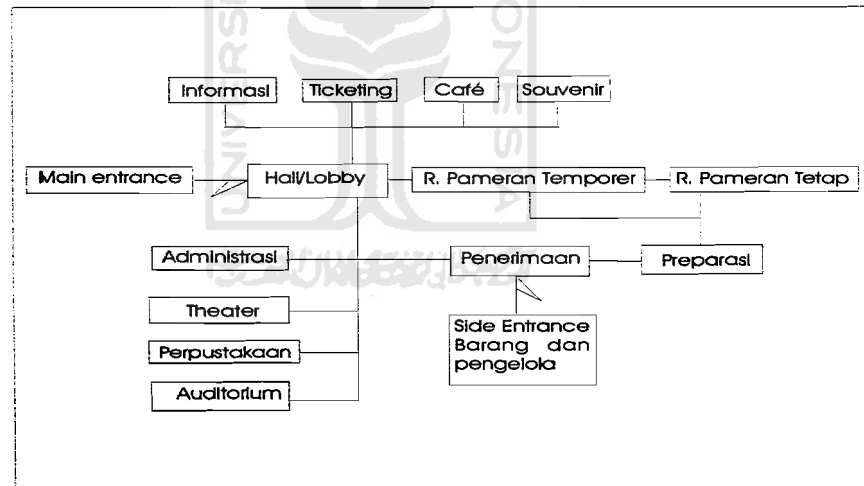 Informasi
Ticketing
Café
Souvenir
Main entrance
Hall/Lobby
R. Pameran Temporer
R. Pameran Tetap
Administrasi
Penerimaan
Preparasi
Theater
Side Entrance
Barang dan
pengelola
Perpustakaan
Auditorium